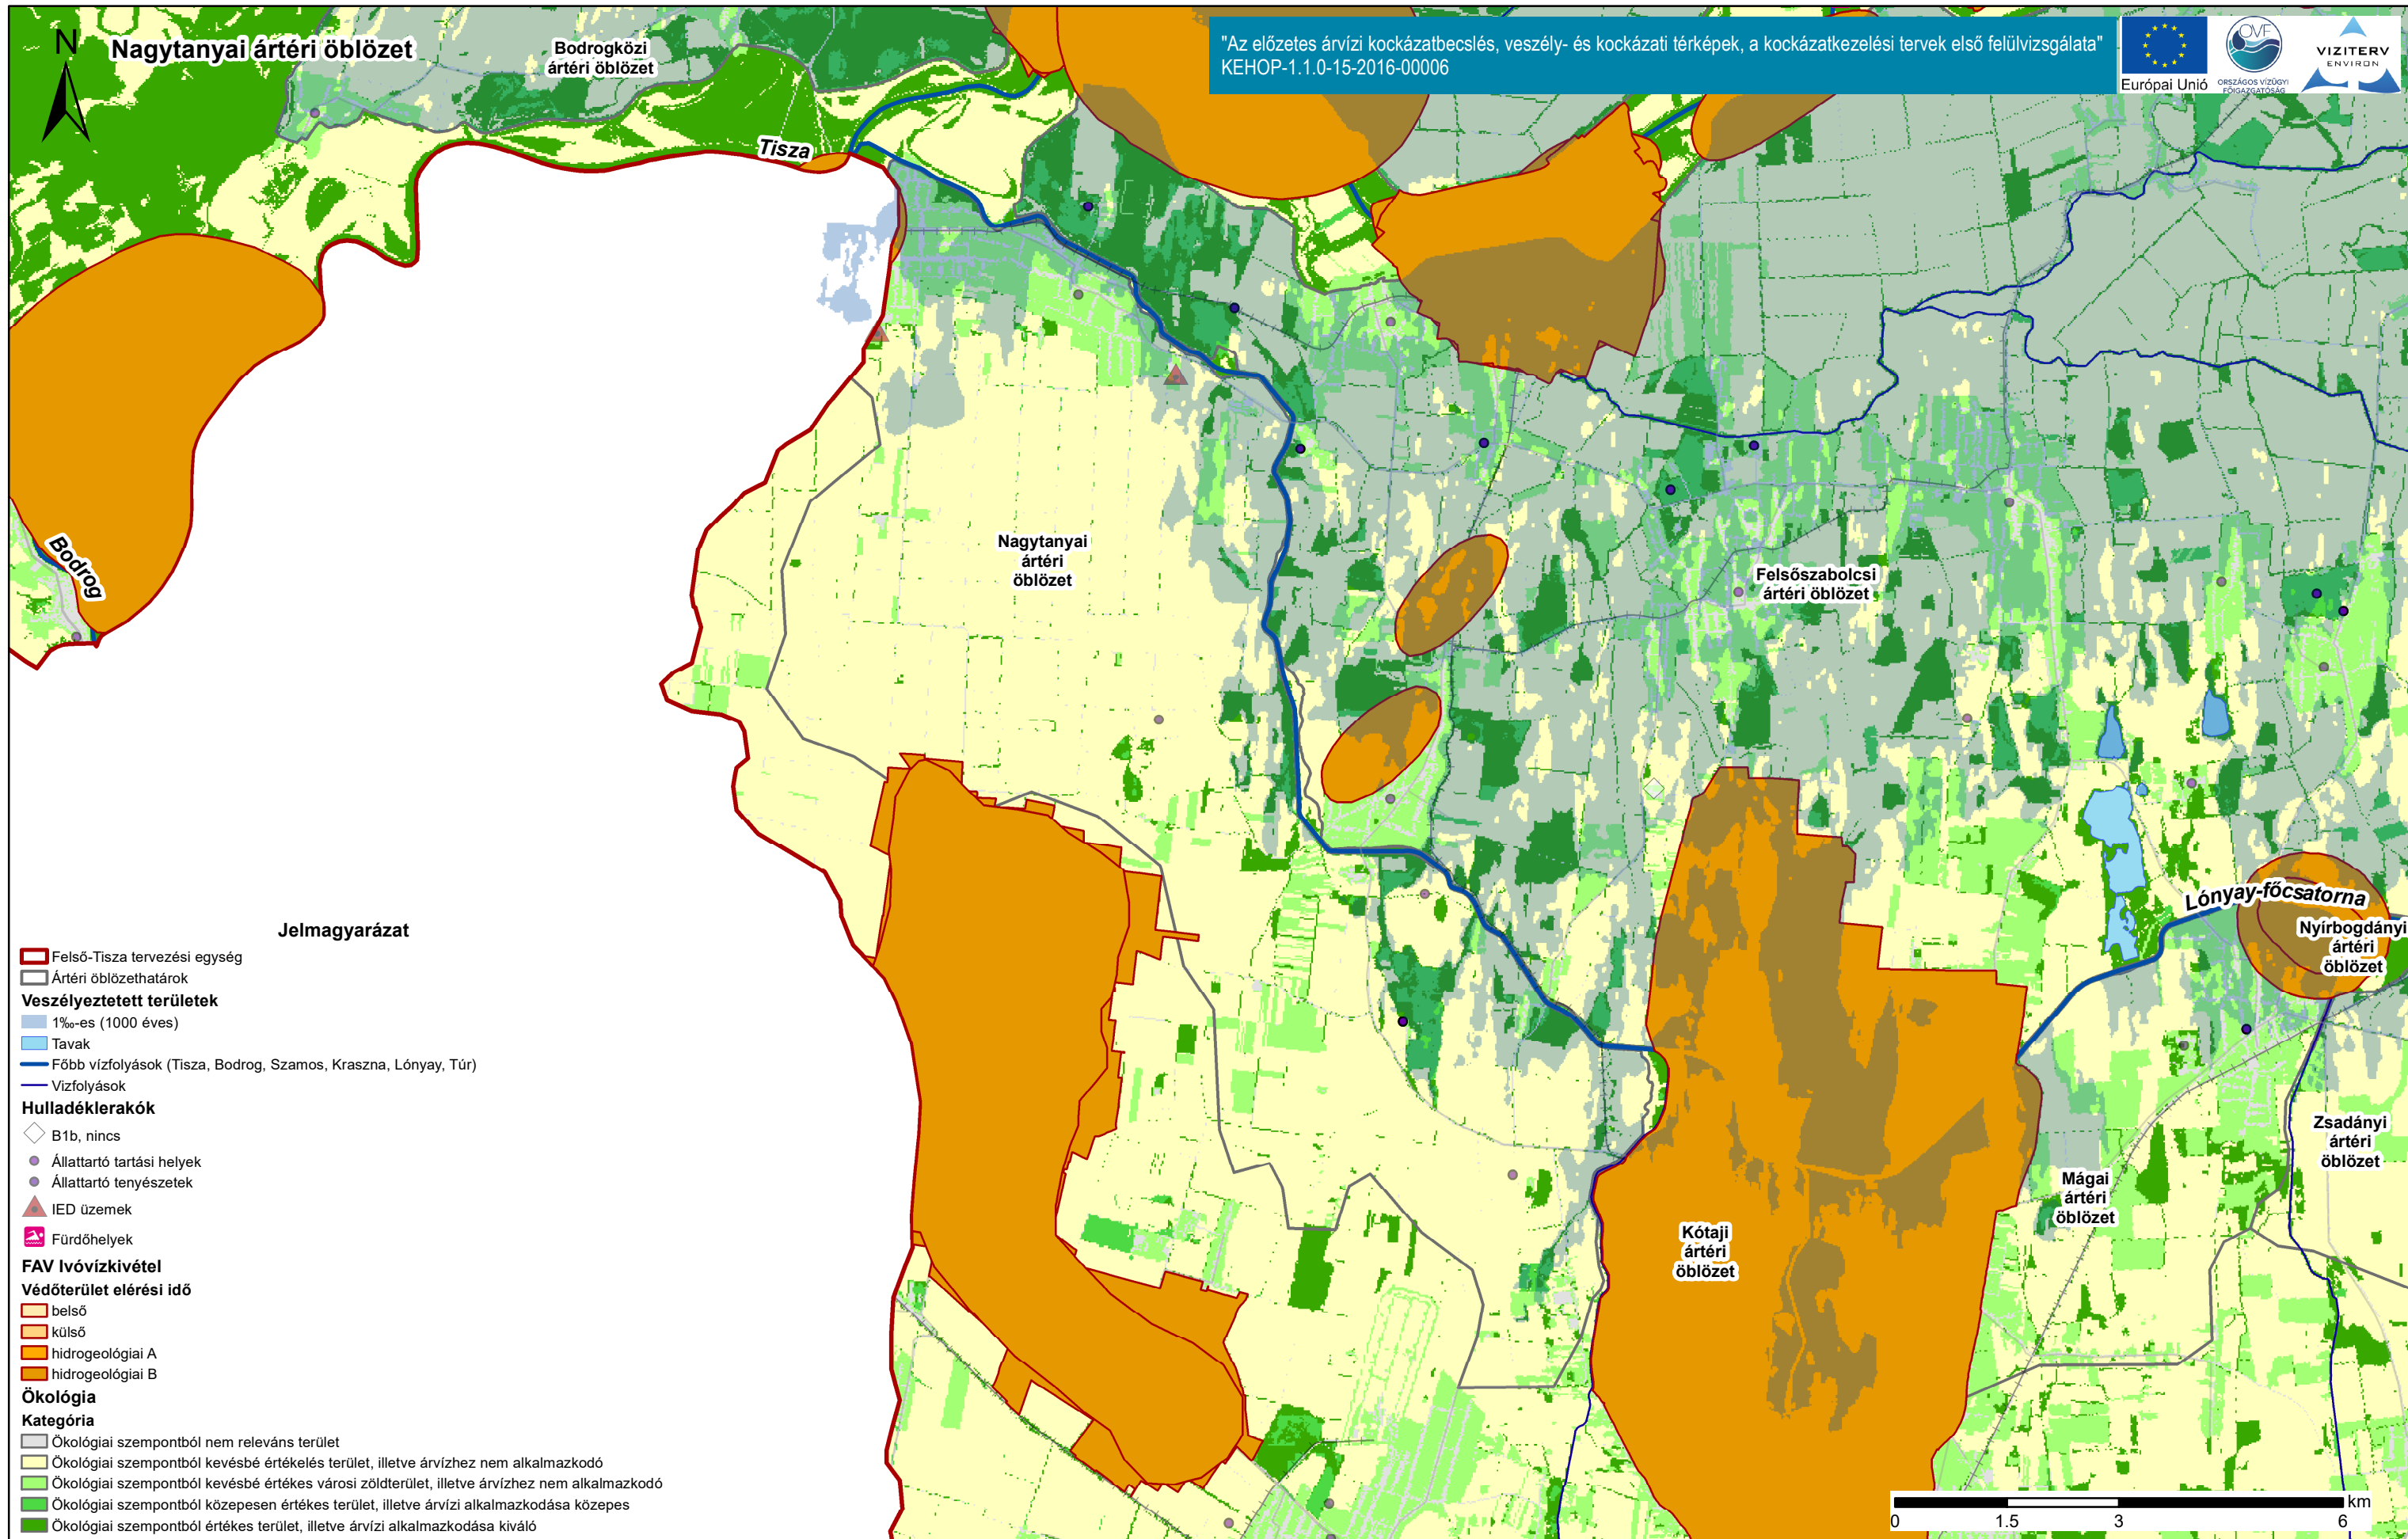 N
Nagytanyai ártéri öblözet
Bodrogközi
ártéri öblözet
"Az előzetes árvízi kockázatbecslés, veszély- és kockázati térképek, a kockázatkezelési tervek első felülvizsgálata"
KEHOP-1.1.0-15-2016-00006
Európai Unió
OVF
ORSZÁGOS VÍZÜGYI
FŐIGAZGATÓSÁG
VIZITERV
ENVIRON
Tisza
Bodrog
Nagytanyai
ártéri
öblözet
Felsőszabolcsi
ártéri öblözet
Lónyay-főcsatorna
Nyírbogdányi
ártéri
öblözet
Zsadányi
ártéri
öblözet
Mágai
ártéri
öblözet
Kótaji
ártéri
öblözet
Jelmagyarázat
Felső-Tisza tervezési egység
Ártéri öblözethatárok
Veszélyeztetett területek
1‰-es (1000 éves)
Tavak
Főbb vízfolyások (Tisza, Bodrog, Szamos, Kraszna, Lónyay, Túr)
Vizfolyások
Hulladéklerakók
B1b, nincs
Állattartó tartási helyek
Állattartó tenyészetek
IED üzemek
Fürdőhelyek
FAV Ivóvízkivétel
Védőterület elérési idő
belső
külső
hidrogeológiai A
hidrogeológiai B
Ökológia
Kategória
Ökológiai szempontból nem releváns terület
Ökológiai szempontból kevésbé értékelés terület, illetve árvízhez nem alkalmazkodó
Ökológiai szempontból kevésbé értékes városi zöldterület, illetve árvízhez nem alkalmazkodó
Ökológiai szempontból közepesen értékes terület, illetve árvízi alkalmazkodása közepes
Ökológiai szempontból értékes terület, illetve árvízi alkalmazkodása kiváló
km
0 1.5 3 6